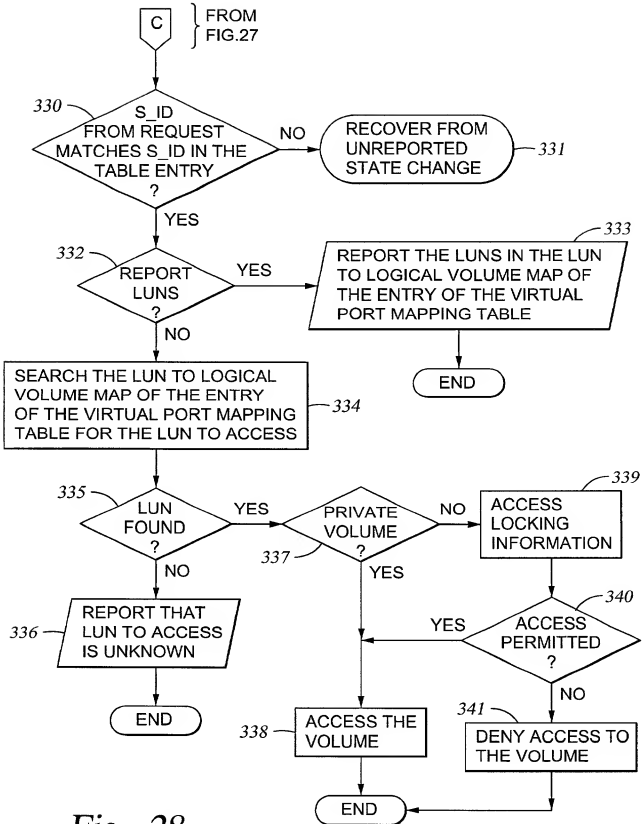 C
FROM
FIG.27
330
S_ID
FROM REQUEST
MATCHES S_ID IN THE
TABLE ENTRY
?
NO
RECOVER FROM
UNREPORTED
STATE CHANGE
331
YES
332
REPORT
LUNS
?
YES
333
REPORT THE LUNS IN THE LUN
TO LOGICAL VOLUME MAP OF
THE ENTRY OF THE VIRTUAL
PORT MAPPING TABLE
NO
END
SEARCH THE LUN TO LOGICAL
VOLUME MAP OF THE ENTRY
OF THE VIRTUAL PORT MAPPING
TABLE FOR THE LUN TO ACCESS
334
335
LUN
FOUND
?
YES
PRIVATE
VOLUME
?
337
NO
339
ACCESS
LOCKING
INFORMATION
NO
YES
336
REPORT THAT
LUN TO ACCESS
IS UNKNOWN
340
ACCESS
PERMITTED
?
YES
NO
END
338
ACCESS THE
VOLUME
341
DENY ACCESS TO
THE VOLUME
END
Fig. 28